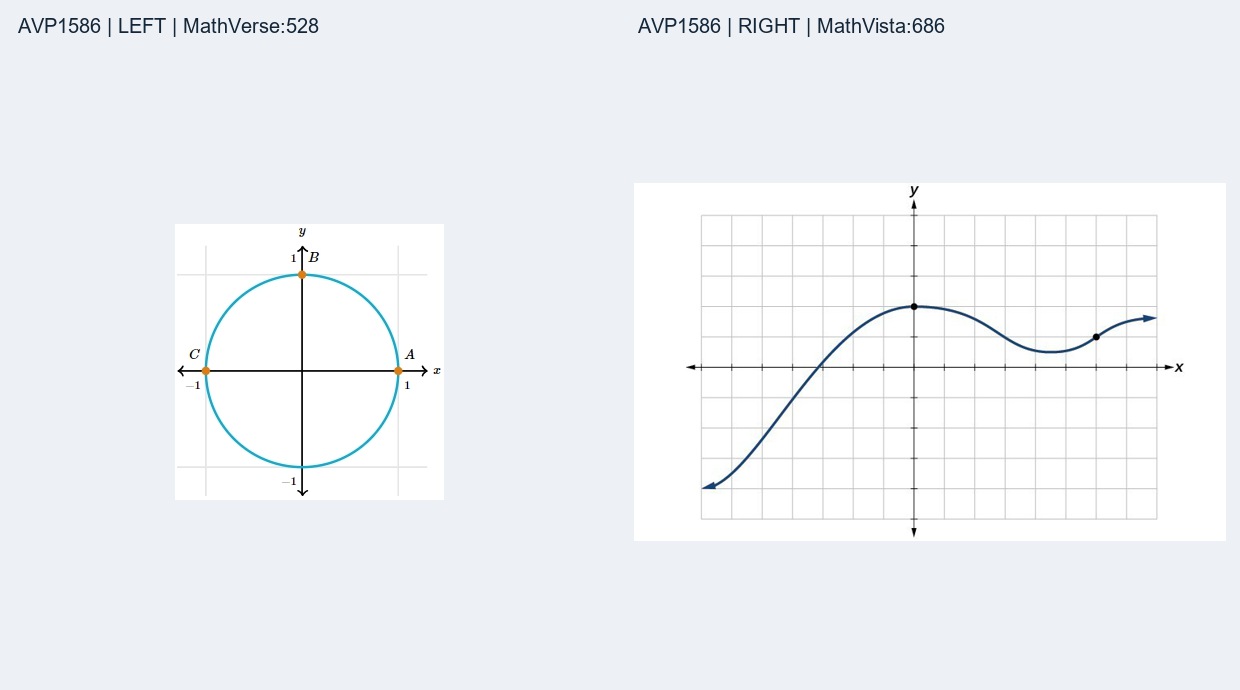 AVP1586 | LEFT | MathVerse:528
AVP1586 | RIGHT | MathVista:686
y
1 B
C
A
x
−1
1
−1
y
x